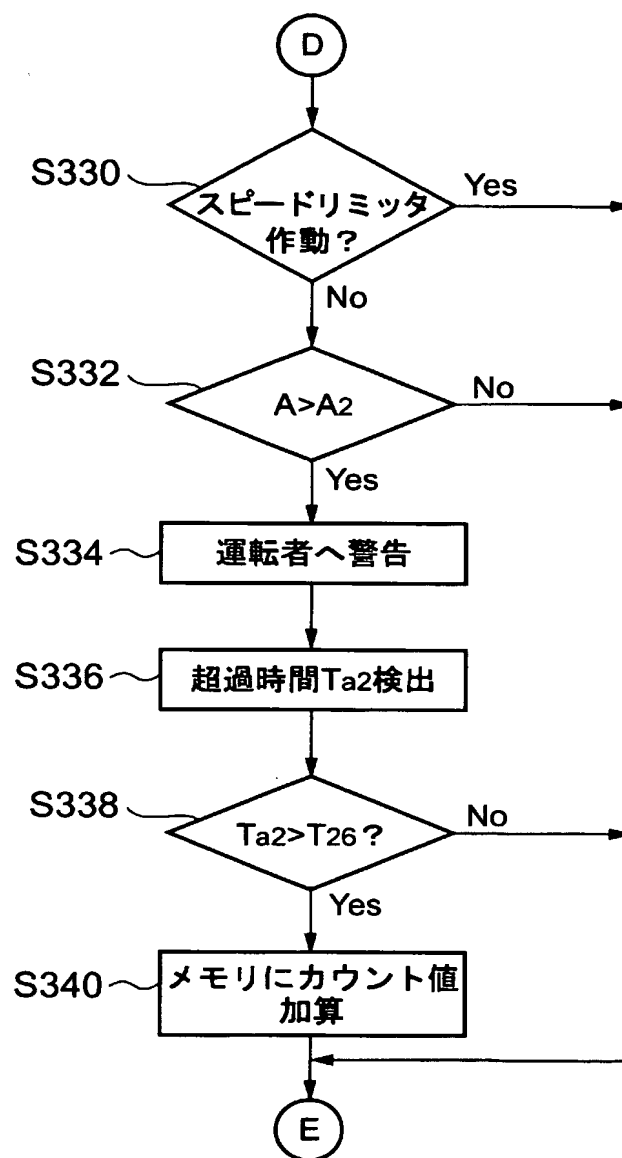 D
S330
スピードリミッタ
作動？
Yes
No
S332
A>A2
No
Yes
S334
運転者へ警告
S336
超過時間Ta2検出
S338
Ta2>T26？
No
Yes
S340
メモリにカウント値
加算
E